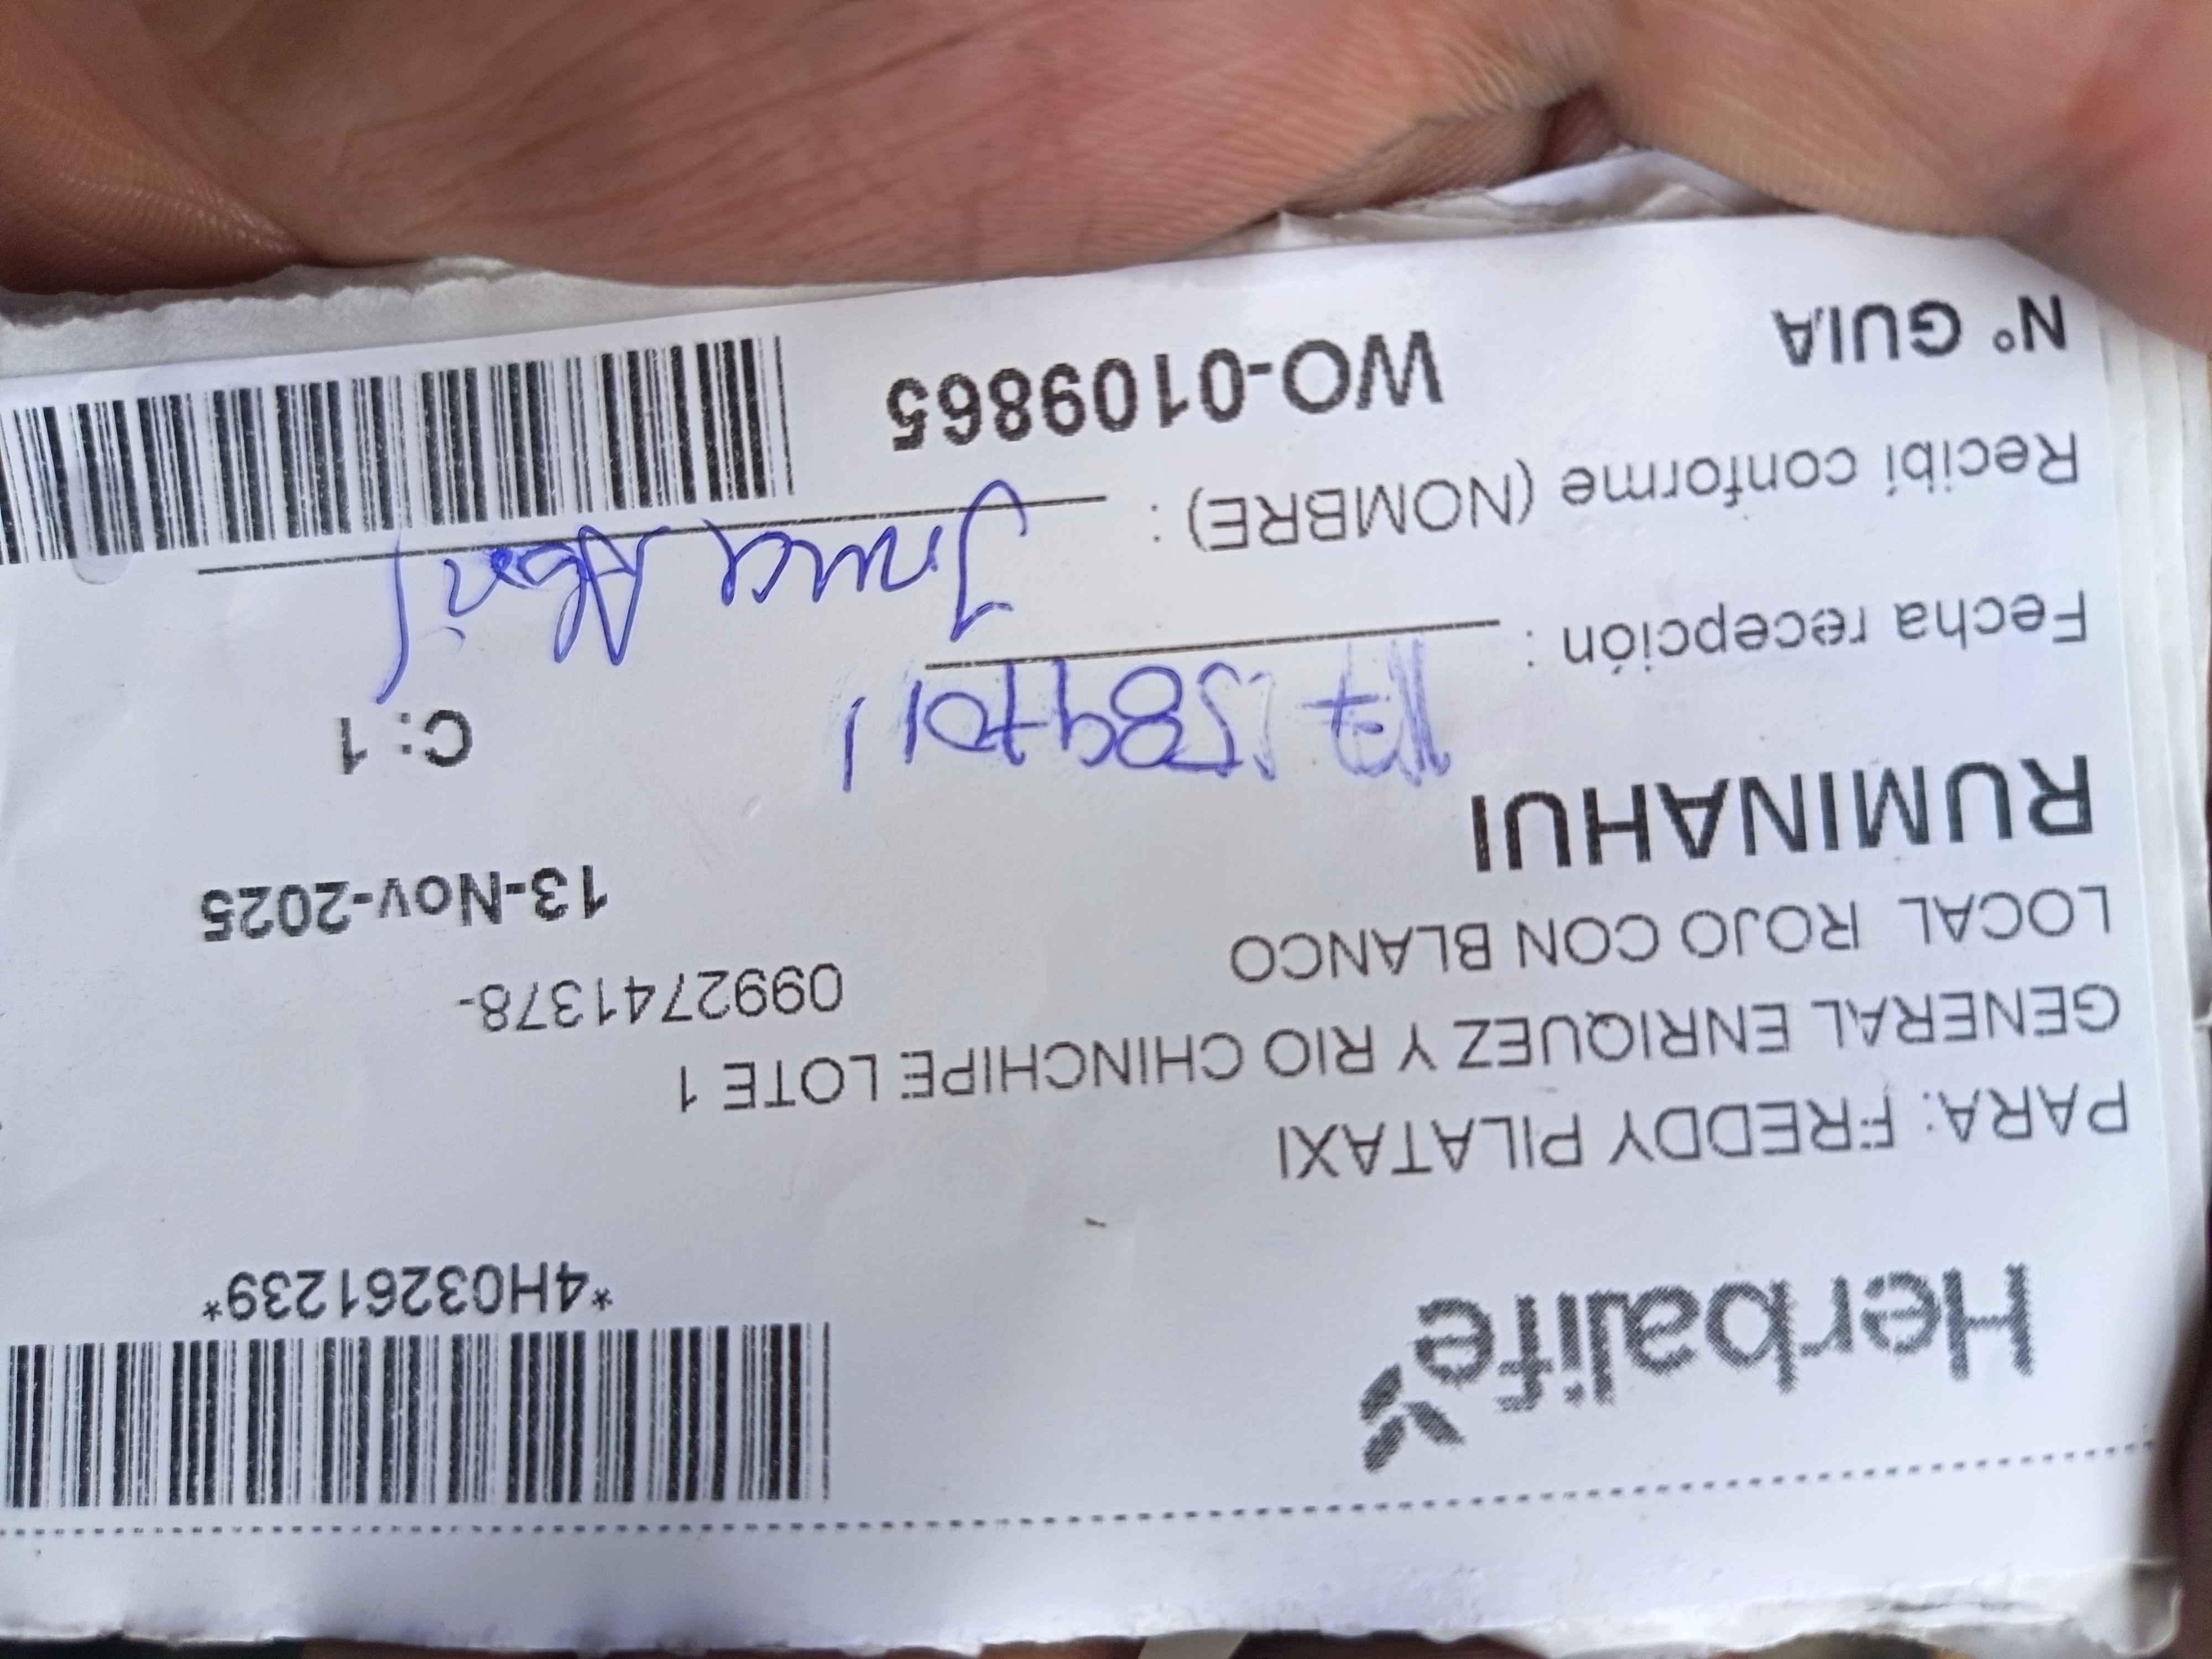 Herbalife
*4H03261239*
PARA: FREDDY PILATAXI
GENERAL ENRIQUEZ Y RIO CHINCHIPE LOTE 1
LOCAL ROJO CON BLANCO
0992741378-
RUMINAHUI
13-Nov-2025
C: 1
Fecha recepción :
Recibí conforme (NOMBRE) :
N° GUIA
WO-0109865